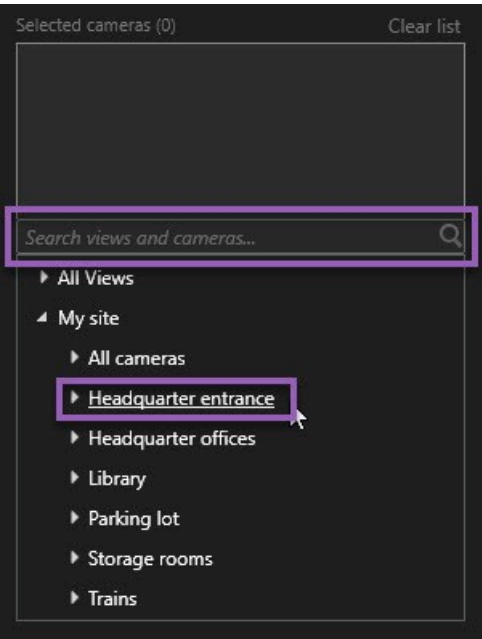 Selected cameras (0) Clear list
Search views and cameras...
All Views
My site
All cameras
Headquarter entrance
Headquarter offices
Library
Parking lot
Storage rooms
Trains